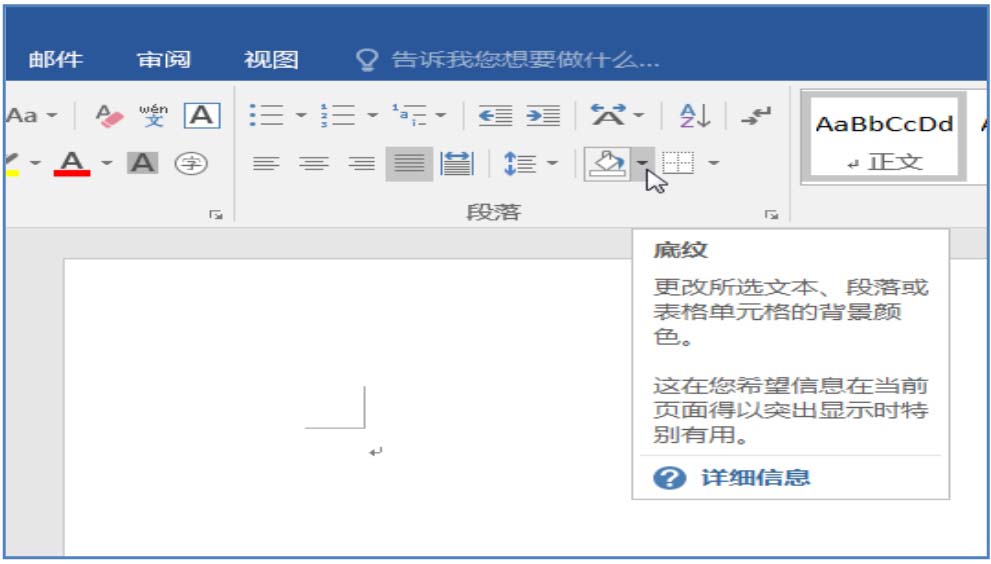 邮件 审阅 视图 告诉我您想要做什么...
Aa A wén 文 A
A A 字
AaBbCcDd
正文
段落
底纹
更改所选文本、段落或
表格单元格的背景颜
色。
这在您希望信息在当前
页面得以突出显示时特
别有用。
? 详细信息